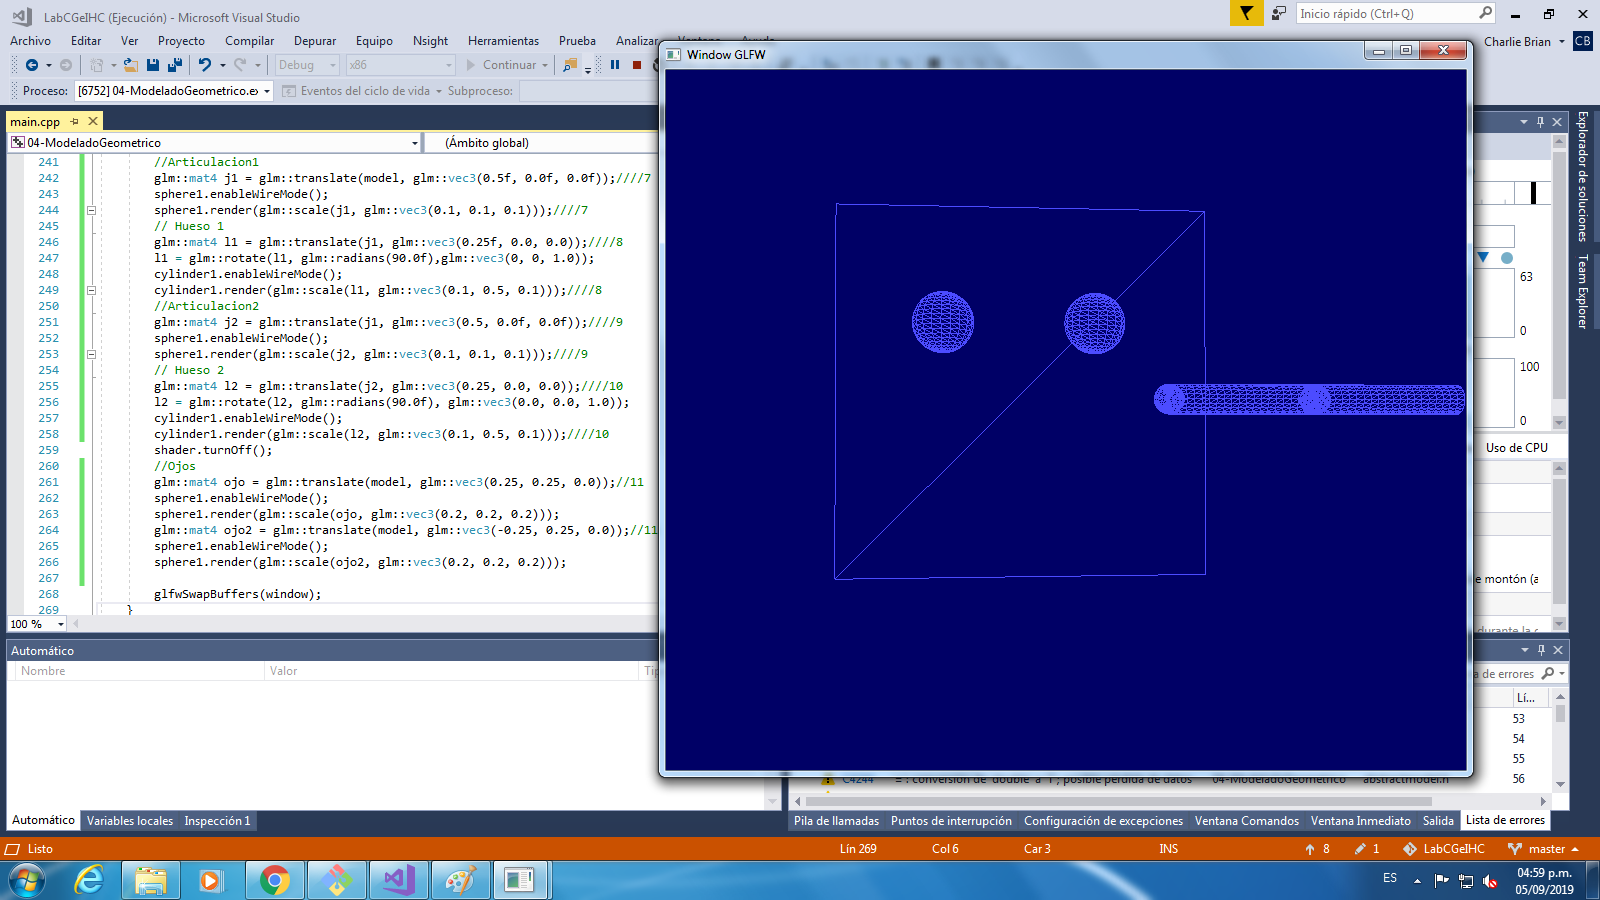 LabCGeIHC (Ejecución) - Microsoft Visual Studio
Inicio rápido (Ctrl+Q)
Archivo Editar Ver Proyecto Compilar Depurar Equipo Nsight Herramientas Prueba Analizar Ventana Ayuda
Charlie Brian CB
Debug x86 Continuar
Proceso: [6752] 04-ModeladoGeometrico.ex Eventos del ciclo de vida Subproceso:
main.cpp
04-ModeladoGeometrico (Ámbito global)
241 //Articulacion1
242 glm::mat4 j1 = glm::translate(model, glm::vec3(0.5f, 0.0f, 0.0f));////7
243 sphere1.enableWireMode();
244 sphere1.render(glm::scale(j1, glm::vec3(0.1, 0.1, 0.1)));////7
245 // Hueso 1
246 glm::mat4 l1 = glm::translate(j1, glm::vec3(0.25f, 0.0, 0.0));////8
247 l1 = glm::rotate(l1, glm::radians(90.0f),glm::vec3(0, 0, 1.0));
248 cylinder1.enableWireMode();
249 cylinder1.render(glm::scale(l1, glm::vec3(0.1, 0.5, 0.1)));////8
250 //Articulacion2
251 glm::mat4 j2 = glm::translate(j1, glm::vec3(0.5, 0.0f, 0.0f));////9
252 sphere1.enableWireMode();
253 sphere1.render(glm::scale(j2, glm::vec3(0.1, 0.1, 0.1)));////9
254 // Hueso 2
255 glm::mat4 l2 = glm::translate(j2, glm::vec3(0.25, 0.0, 0.0));////10
256 l2 = glm::rotate(l2, glm::radians(90.0f), glm::vec3(0.0, 0.0, 1.0));
257 cylinder1.enableWireMode();
258 cylinder1.render(glm::scale(l2, glm::vec3(0.1, 0.5, 0.1)));////10
259 shader.turnOff();
260 //Ojos
261 glm::mat4 ojo = glm::translate(model, glm::vec3(0.25, 0.25, 0.0));//11
262 sphere1.enableWireMode();
263 sphere1.render(glm::scale(ojo, glm::vec3(0.2, 0.2, 0.2)));
264 glm::mat4 ojo2 = glm::translate(model, glm::vec3(-0.25, 0.25, 0.0));//11
265 sphere1.enableWireMode();
266 sphere1.render(glm::scale(ojo2, glm::vec3(0.2, 0.2, 0.2)));
267
268 glfwSwapBuffers(window);
269 }
100 %
Window GLFW
Explorador de soluciones
Team Explorer
63
0
100
0
Uso de CPU
e montón (a
durante la c
Automático
Nombre Valor Tip
a de errores
Lí...
53
54
55
56
C4244 '=': conversión de 'double' a 'T'; posible pérdida de datos 04-ModeladoGeometrico abstractmodel.h
Automático Variables locales Inspección 1
Pila de llamadas Puntos de interrupción Configuración de excepciones Ventana Comandos Ventana Inmediato Salida Lista de errores
Listo Lín 269 Col 6 Car 3 INS 8 1 LabCGeIHC master
ES 04:59 p.m.
05/09/2019